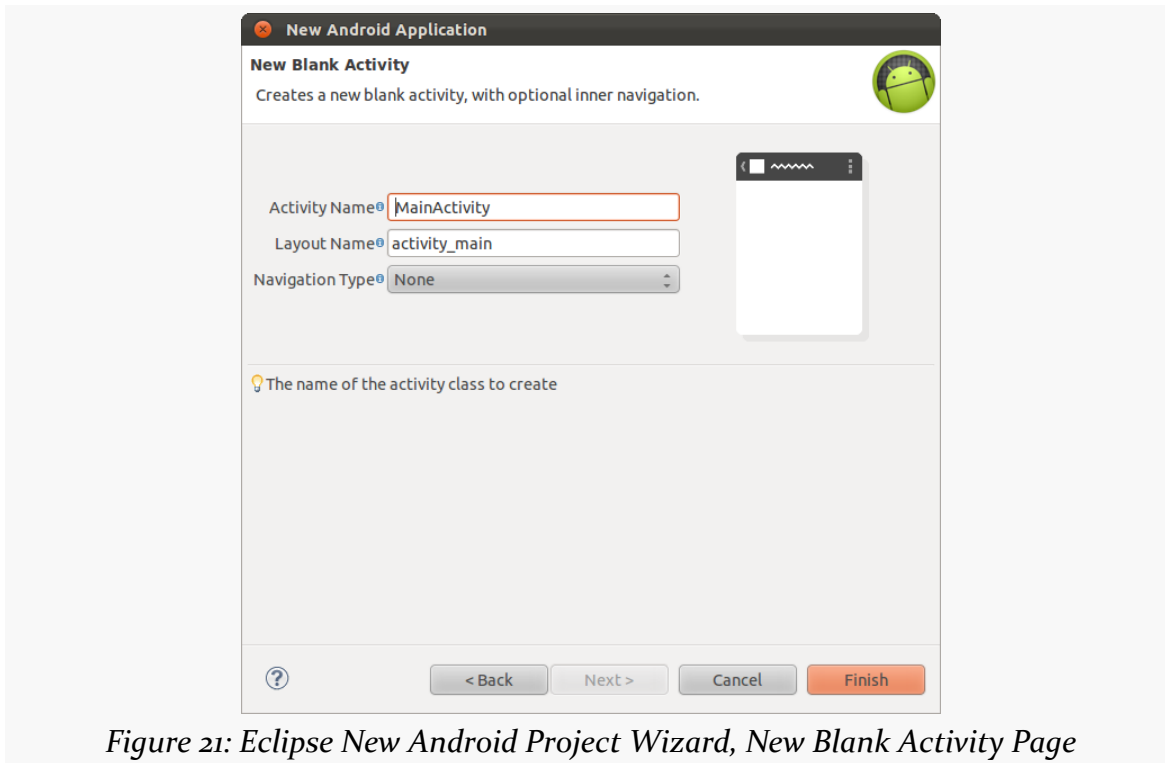 New Android Application
New Blank Activity
Creates a new blank activity, with optional inner navigation.
Activity Name MainActivity
Layout Name activity_main
Navigation Type None
The name of the activity class to create
< Back Next > Cancel Finish
Figure 21: Eclipse New Android Project Wizard, New Blank Activity Page